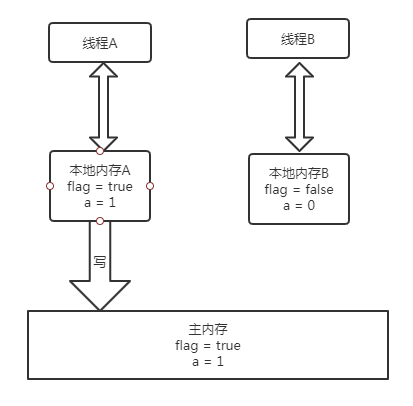 线程A
线程B
本地内存A
flag = true
a = 1
本地内存B
flag = false
a = 0
写
主内存
flag = true
a = 1